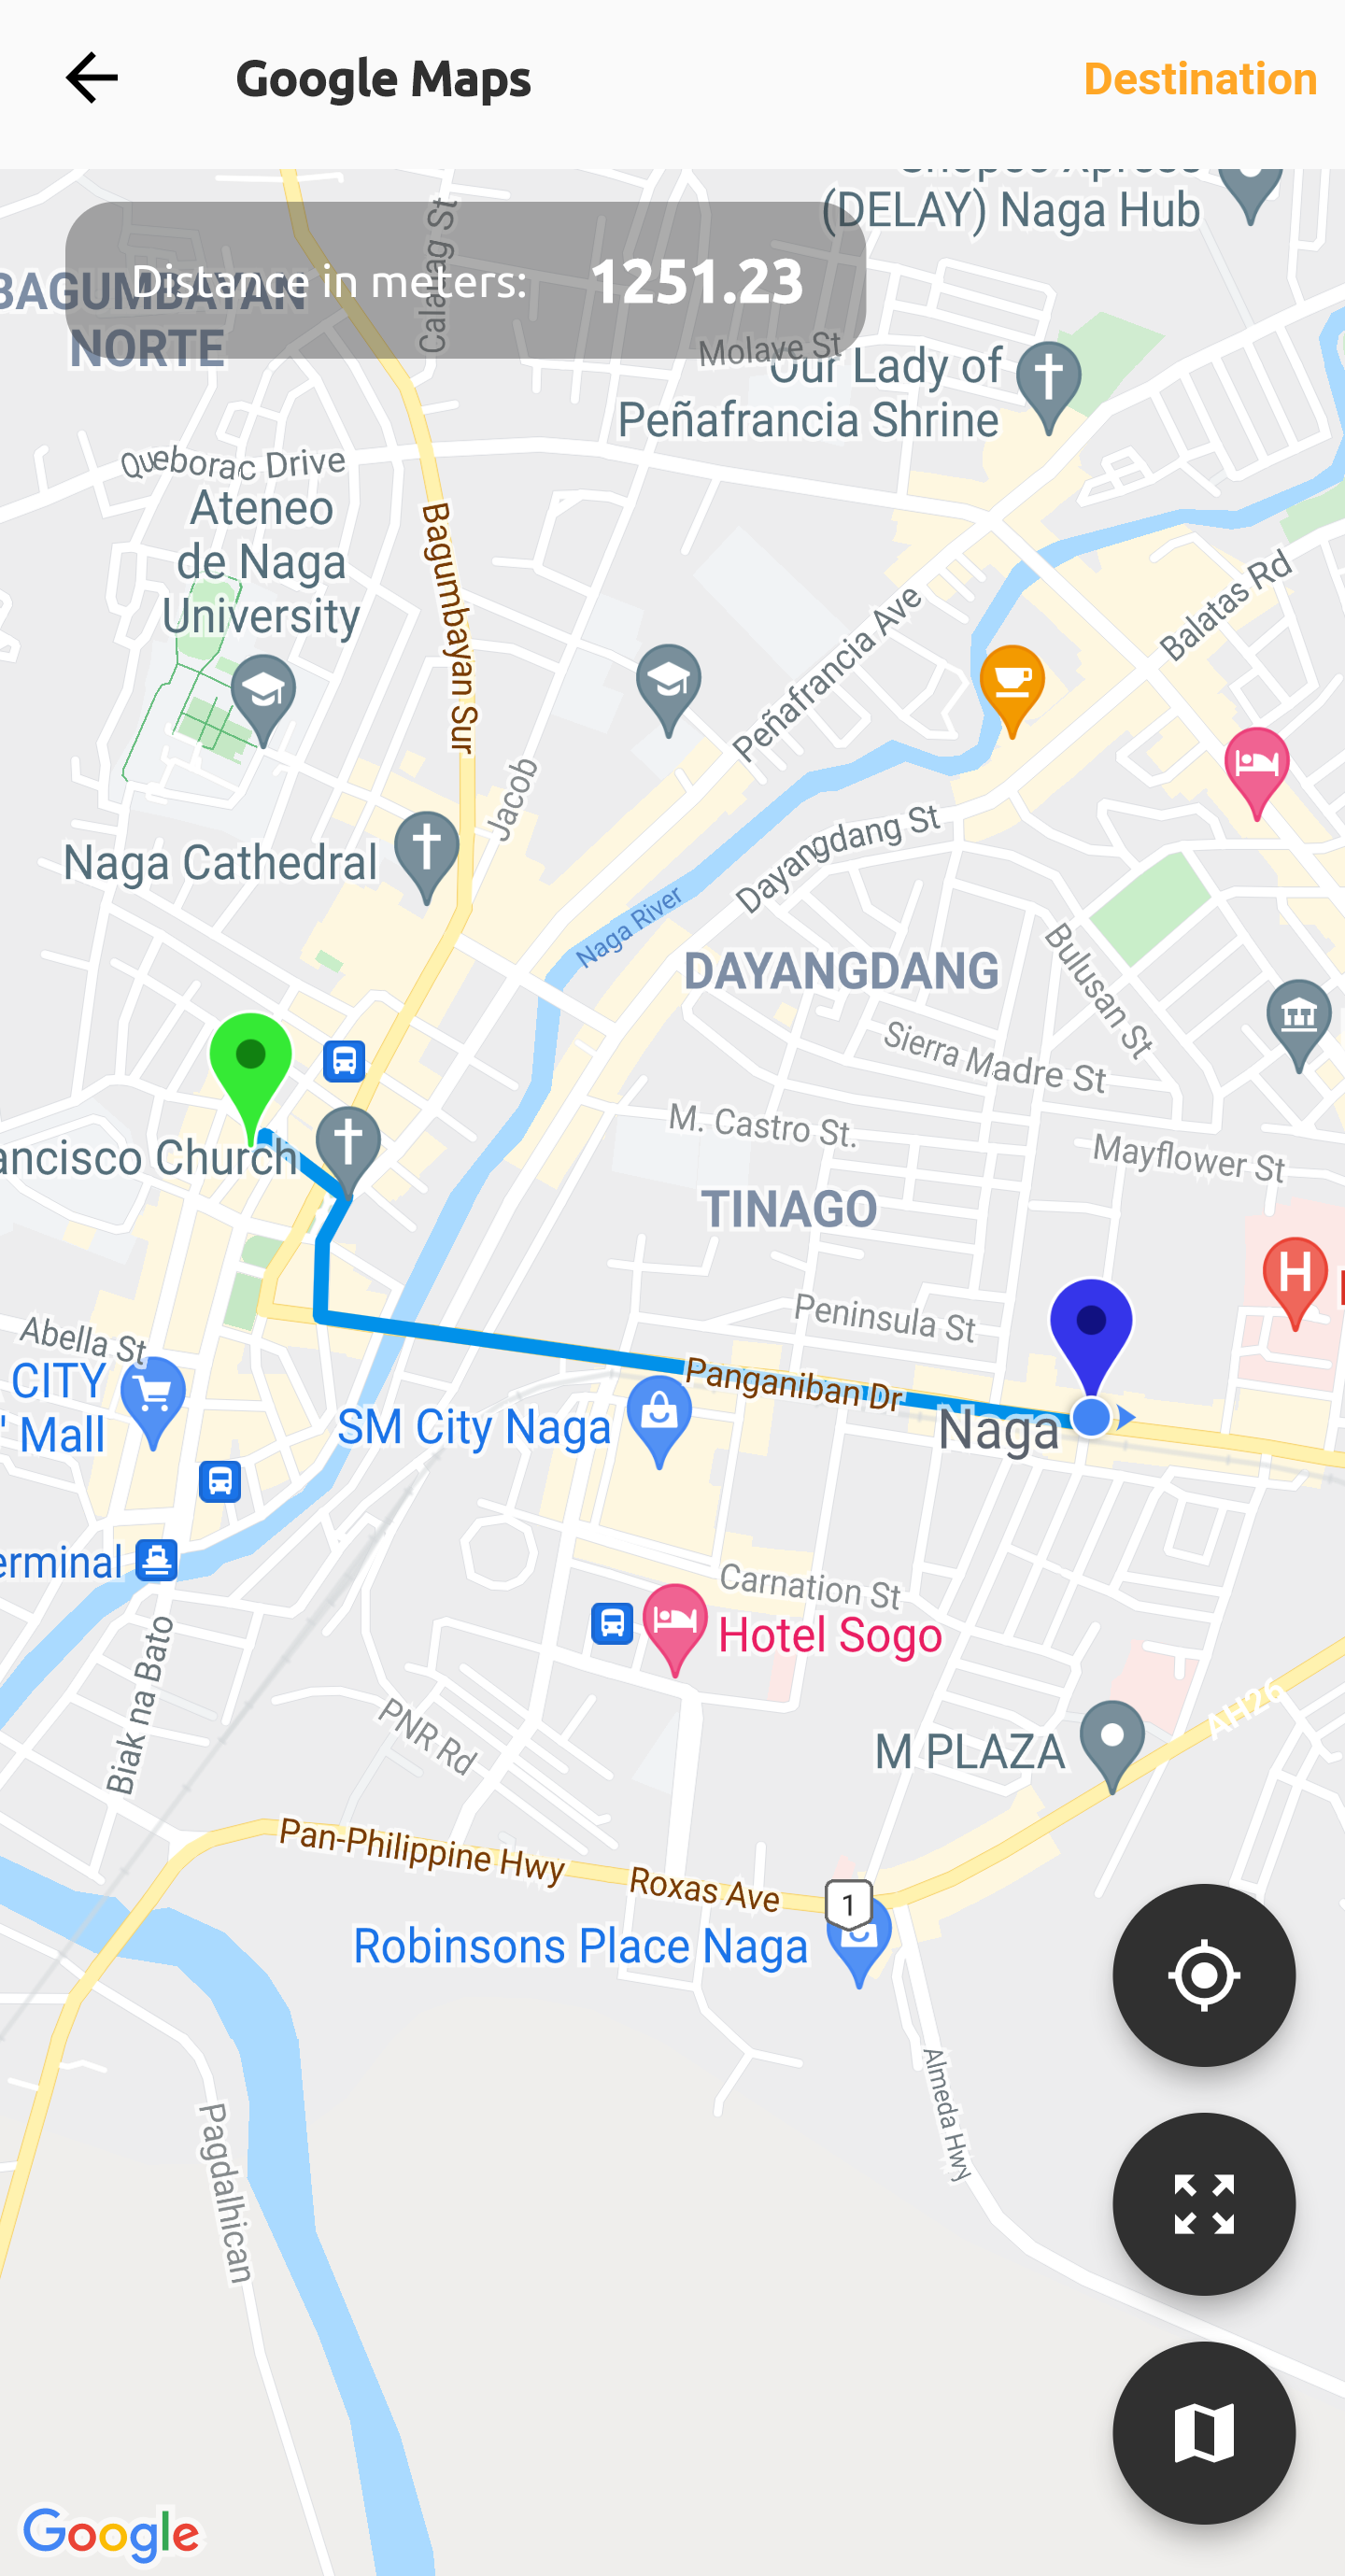 Google Maps
Destination
(DELAY) Naga Hub
Calauag St
BAGUMBAYAN
NORTE
Distance in meters:
1251.23
Molave St
Our Lady of
Peñafrancia Shrine
Queborac Drive
Ateneo
de Naga
University
Bagumbayan Sur
Peñafrancia Ave
Balatas Rd
Jacob
Naga Cathedral
Dayangdang St
Naga River
DAYANGDANG
Bulusan St
Sierra Madre St
M. Castro St.
Mayflower St
ancisco Church
TINAGO
H
Peninsula St
Abella St
CITY
' Mall
Panganiban Dr
SM City Naga
Naga
erminal
Carnation St
Hotel Sogo
Biak na Bato
PNR Rd
AH26
M PLAZA
Pan-Philippine Hwy
Roxas Ave
1
Robinsons Place Naga
Almeda Hwy
Pagdalhican
Google